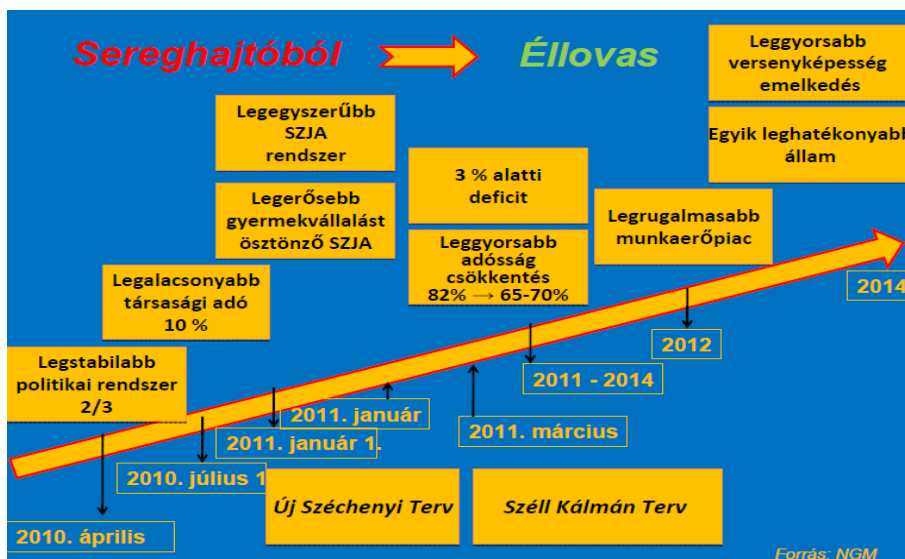 Sereghajtóból
Éllovas
Leggyorsabb
versenyképesség
emelkedés
Legegyszerűbb
SZJA
rendszer
Egyik leghatékonyabb
állam
3 % alatti
deficit
Legerősebb
gyermekvállalást
ösztönző SZJA
Legrugalmasabb
munkaerőpiac
Leggyorsabb
adósság
csökkentés
82% → 65-70%
Legalacsonyabb
társasági adó
10 %
2014
Legstabilabb
politikai rendszer
2/3
2012
2011 - 2014
2011. január
2011. március
2011. január 1.
2010. július 1
2010. április
Új Széchenyi Terv
Széll Kálmán Terv
Forrás: NGM